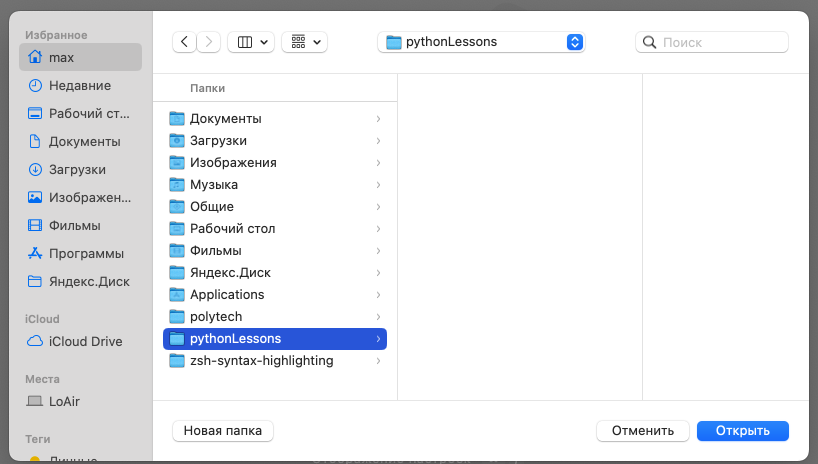 Избранное
max
Недавние
Рабочий ст...
Документы
Загрузки
Изображен...
Фильмы
Программы
Яндекс.Диск
iCloud
iCloud Drive
Места
LoAir
Теги
pythonLessons
Поиск
Папки
Документы
Загрузки
Изображения
Музыка
Общие
Рабочий стол
Фильмы
Яндекс.Диск
Applications
polytech
pythonLessons
zsh-syntax-highlighting
Новая папка
Отменить
Открыть